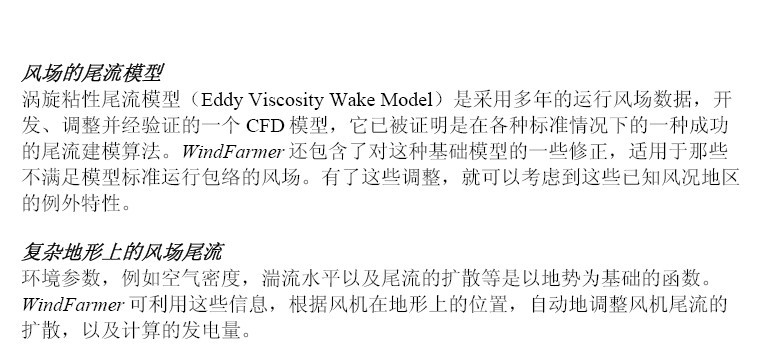 风场的尾流模型
涡旋粘性尾流模型（Eddy Viscosity Wake Model）是采用多年的运行风场数据，开
发、调整并经验证的一个 CFD 模型，它已被证明是在各种标准情况下的一种成功
的尾流建模算法。WindFarmer 还包含了对这种基础模型的一些修正，适用于那些
不满足模型标准运行包络的风场。有了这些调整，就可以考虑到这些已知风况地区
的例外特性。
复杂地形上的风场尾流
环境参数，例如空气密度，湍流水平以及尾流的扩散等是以地势为基础的函数。
WindFarmer 可利用这些信息，根据风机在地形上的位置，自动地调整风机尾流的
扩散，以及计算的发电量。